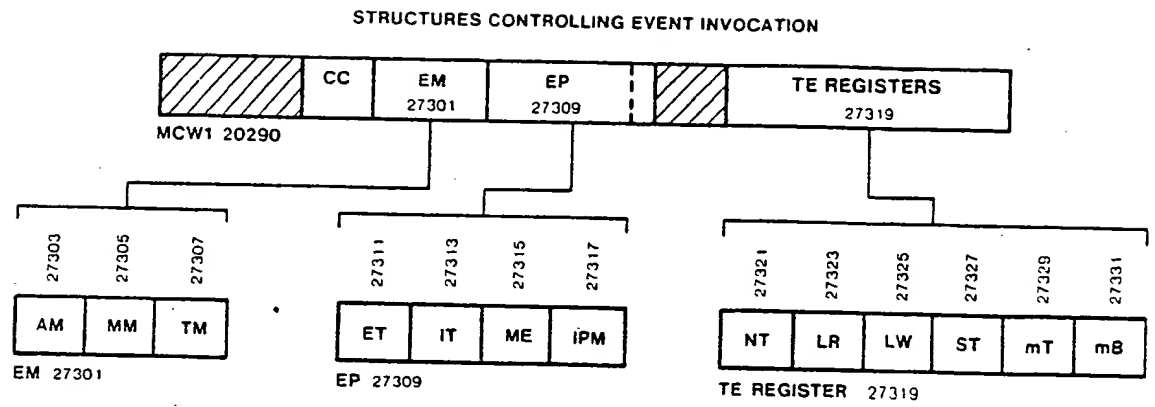 STRUCTURES CONTROLLING EVENT INVOCATION
CC EM EP TE REGISTERS
27301 27309 27319
MCW1 20290
27303 27305 27307
AM MM TM
EM 27301
27311 27313 27315 27317
ET IT ME IPM
EP 27309
27321 27323 27325 27327 27329 27331
NT LR LW ST mT mB
TE REGISTER 27319